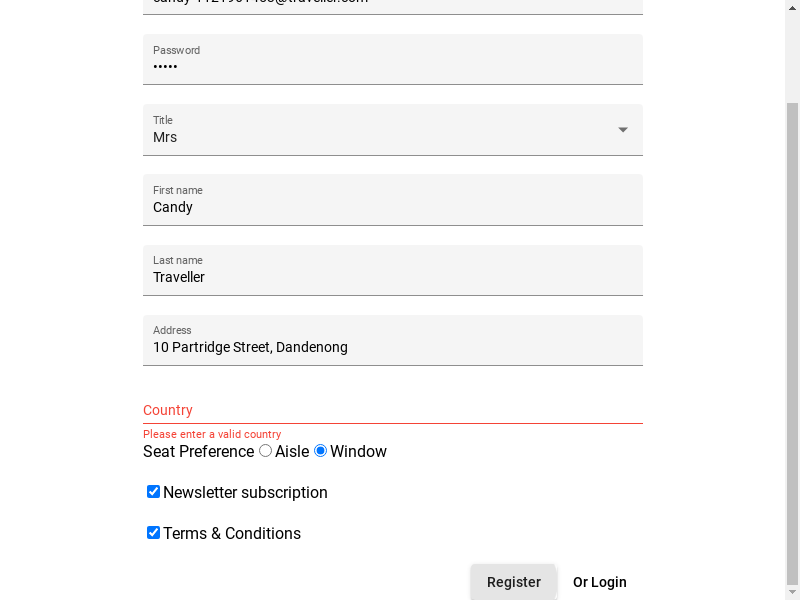 Password
•••••
Title
Mrs
First name
Candy
Last name
Traveller
Address
10 Partridge Street, Dandenong
Country
Please enter a valid country
Seat Preference Aisle Window
Newsletter subscription
Terms & Conditions
Register Or Login